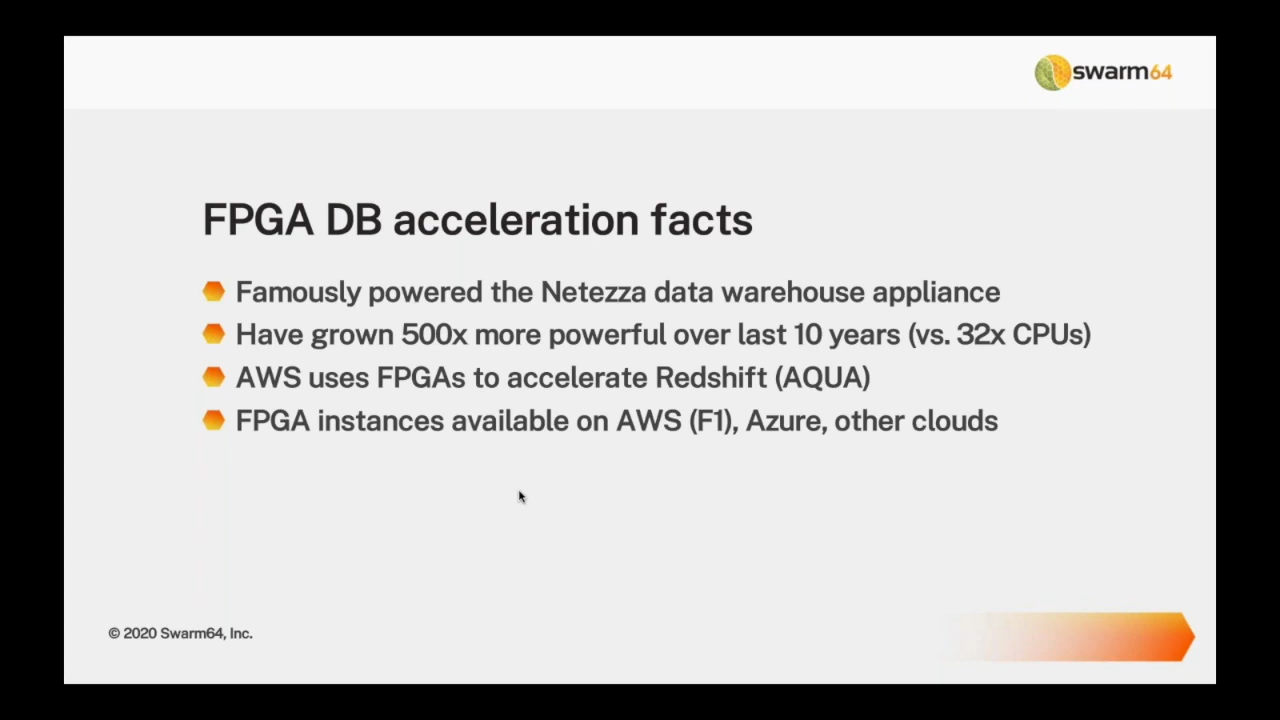 swarm64
FPGA DB acceleration facts
Famously powered the Netezza data warehouse appliance
Have grown 500x more powerful over last 10 years (vs. 32x CPUs)
AWS uses FPGAs to accelerate Redshift (AQUA)
FPGA instances available on AWS (F1), Azure, other clouds
© 2020 Swarm64, Inc.